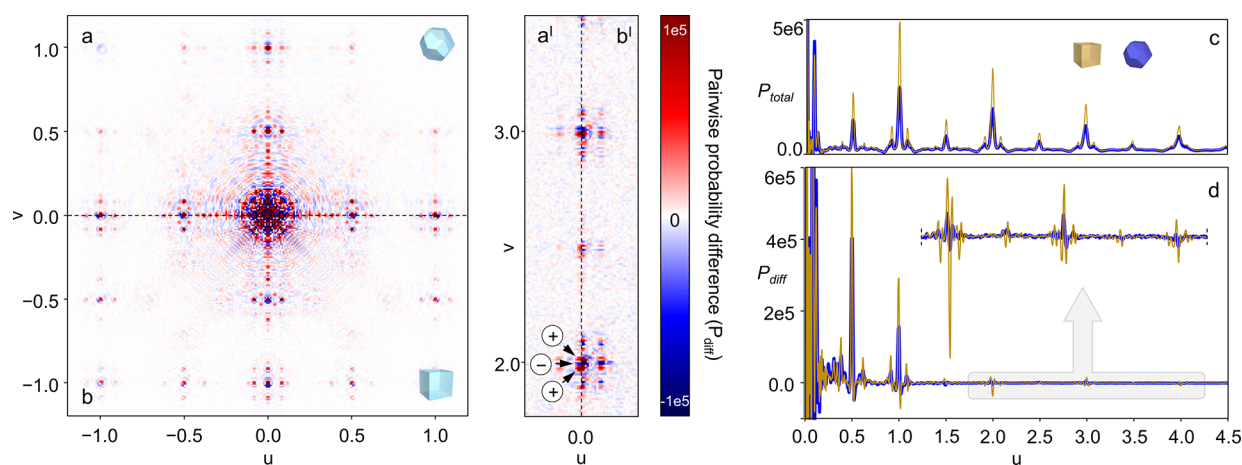 a
b
1.0
0.5
0.0
−0.5
−1.0
v
−1.0
−0.5
0.0
0.5
1.0
u
aᴵ
bᴵ
3.0
2.0
v
+
−
+
0.0
u
1e5
0
-1e5
Pairwise probability difference (P_diff)
c
5e6
P_total
0.0
d
6e5
4e5
P_diff
2e5
0.0
0.0
0.5
1.0
1.5
2.0
2.5
3.0
3.5
4.0
4.5
u